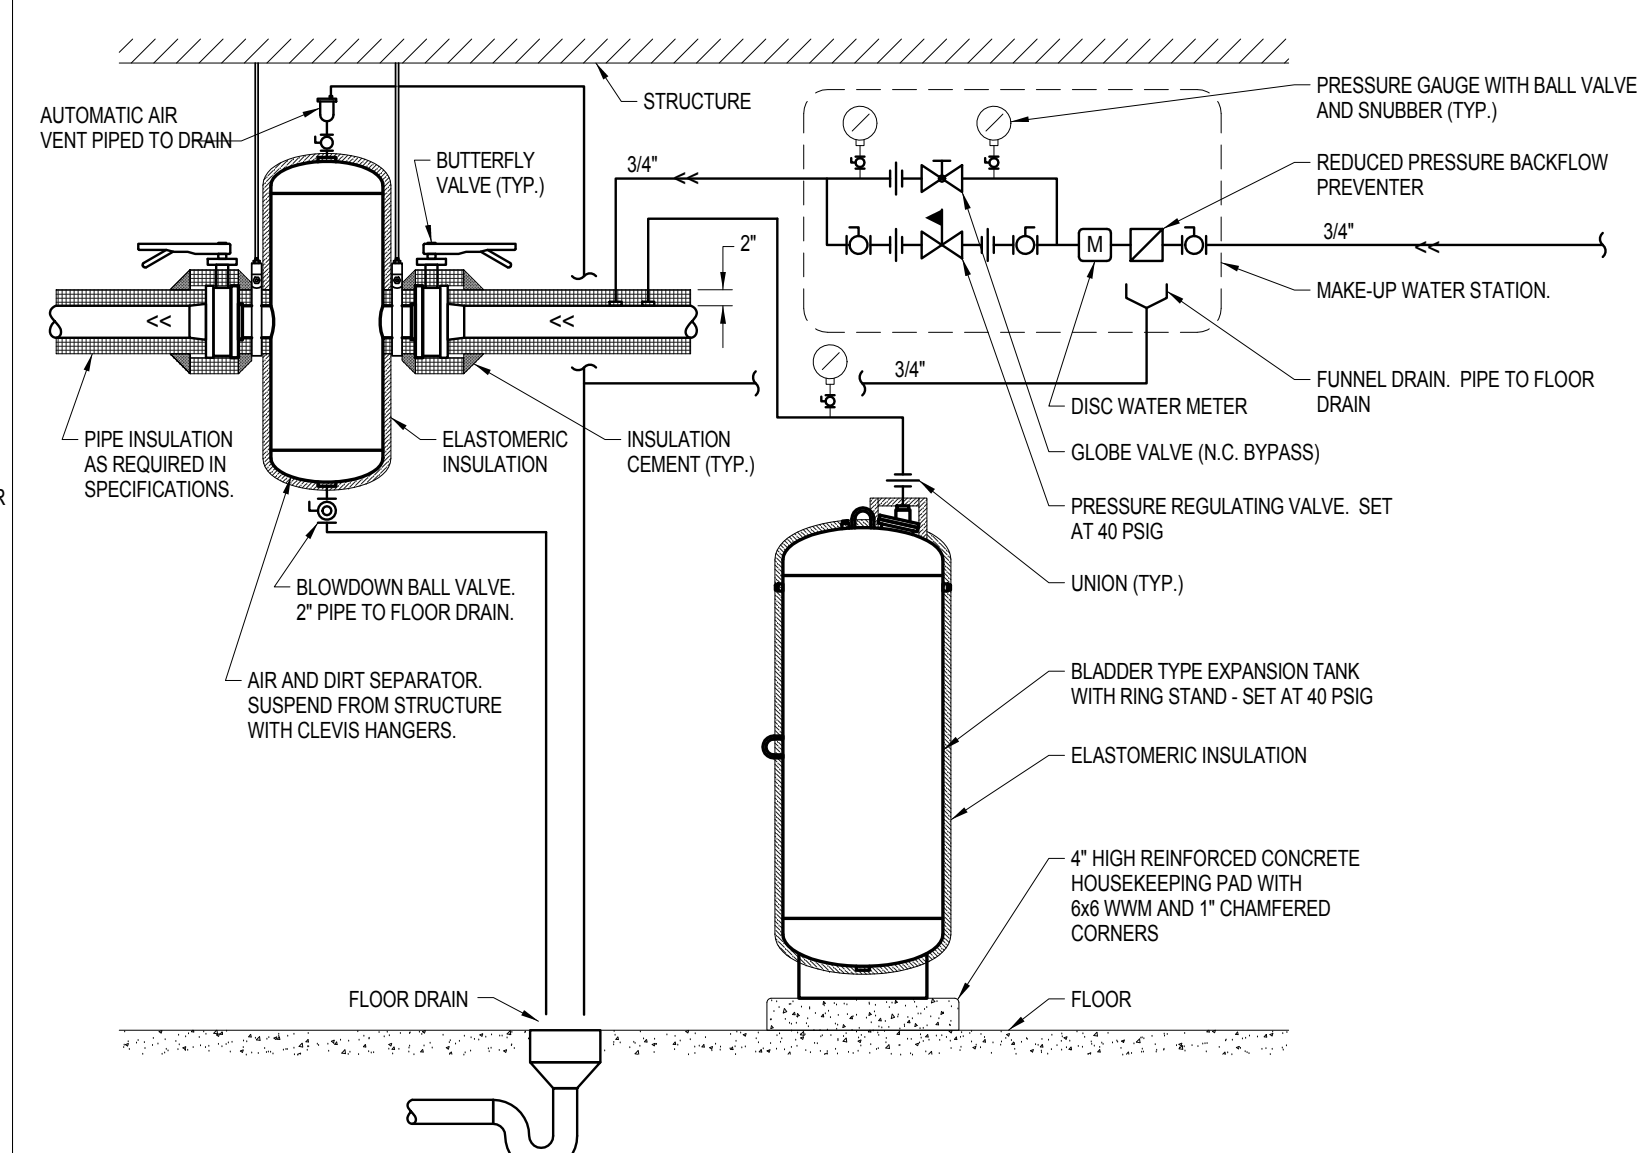 STRUCTURE
PRESSURE GAUGE WITH BALL VALVE
AND SNUBBER (TYP.)
AUTOMATIC AIR
VENT PIPED TO DRAIN
BUTTERFLY
VALVE (TYP.)
3/4"
REDUCED PRESSURE BACKFLOW
PREVENTER
2"
M
3/4"
MAKE-UP WATER STATION.
<<
<<
3/4"
FUNNEL DRAIN. PIPE TO FLOOR
DRAIN
DISC WATER METER
PIPE INSULATION
AS REQUIRED IN
SPECIFICATIONS.
ELASTOMERIC
INSULATION
INSULATION
CEMENT (TYP.)
GLOBE VALVE (N.C. BYPASS)
R
PRESSURE REGULATING VALVE. SET
AT 40 PSIG
BLOWDOWN BALL VALVE.
2" PIPE TO FLOOR DRAIN.
UNION (TYP.)
AIR AND DIRT SEPARATOR.
SUSPEND FROM STRUCTURE
WITH CLEVIS HANGERS.
BLADDER TYPE EXPANSION TANK
WITH RING STAND - SET AT 40 PSIG
ELASTOMERIC INSULATION
4" HIGH REINFORCED CONCRETE
HOUSEKEEPING PAD WITH
6x6 WWM AND 1" CHAMFERED
CORNERS
FLOOR DRAIN
FLOOR